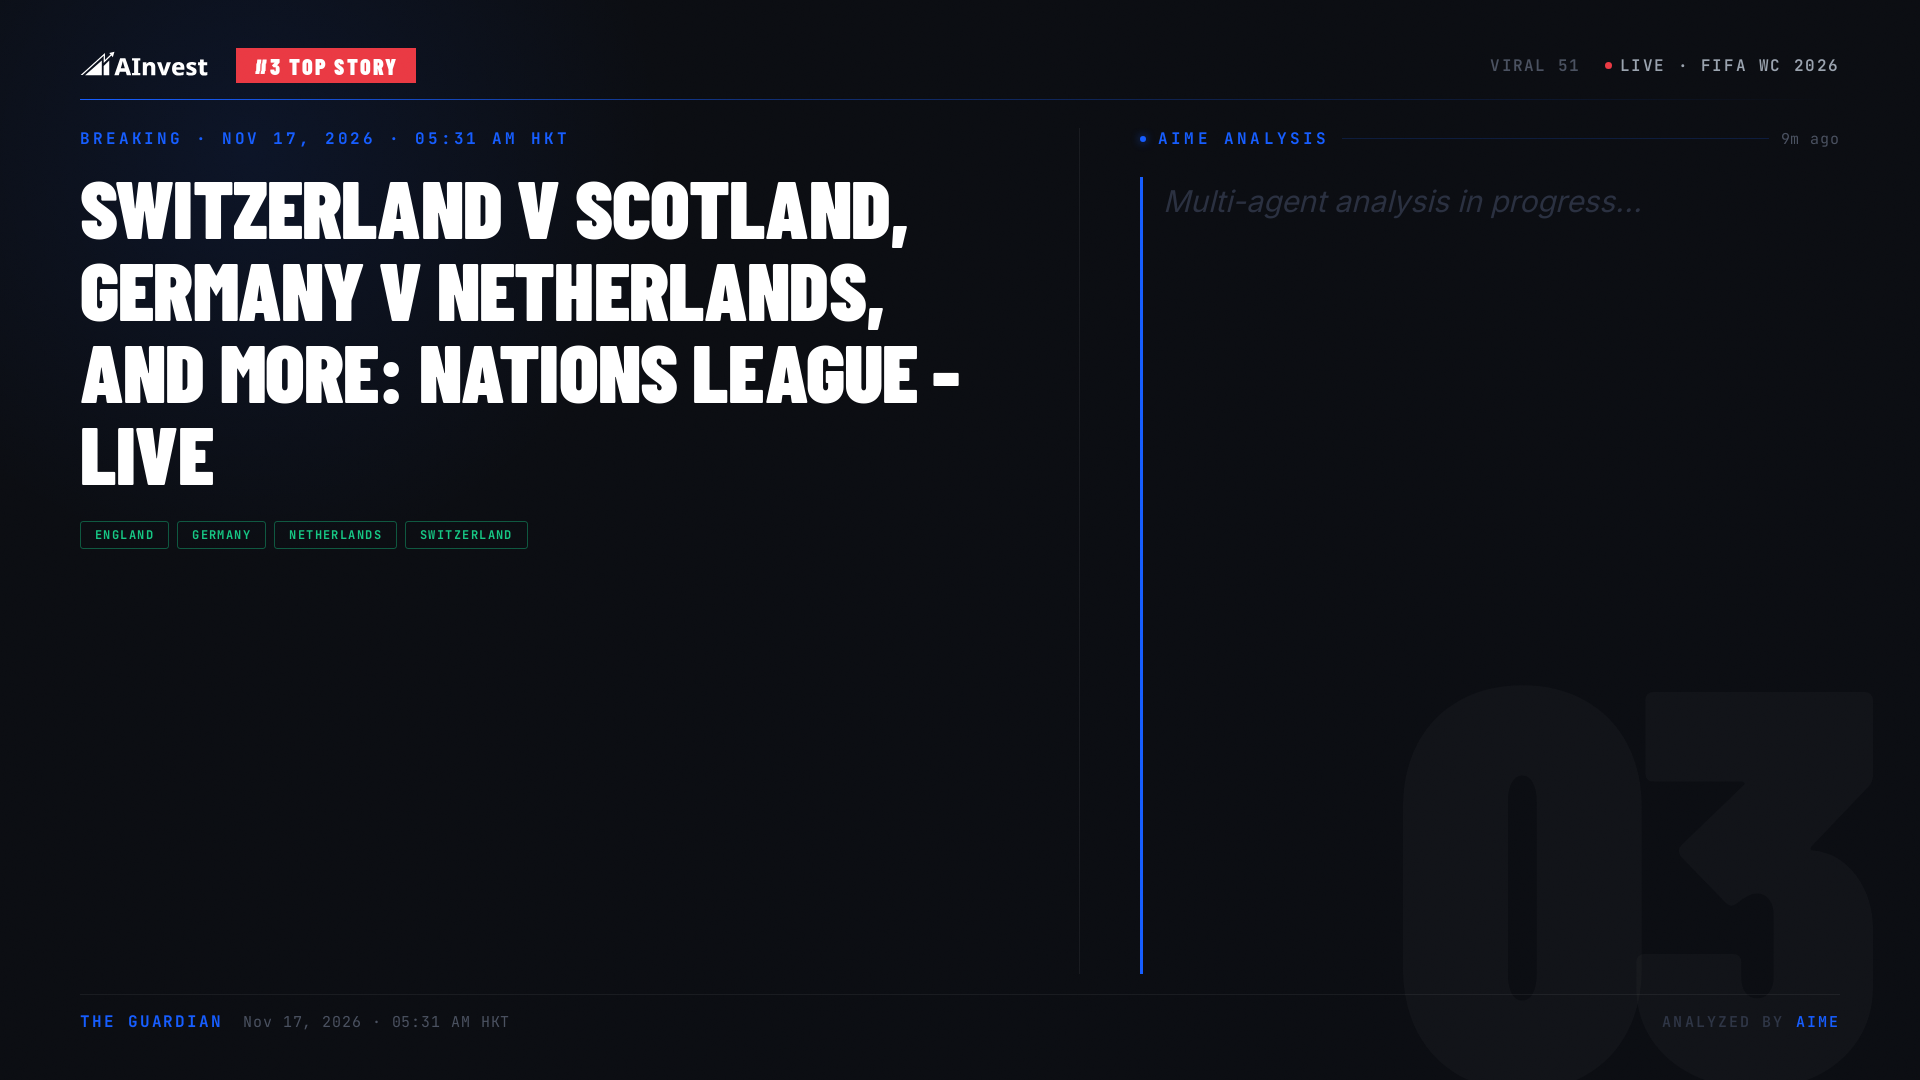 AInvest
#3 TOP STORY
VIRAL 51
LIVE · FIFA WC 2026
BREAKING · NOV 17, 2026 · 05:31 AM HKT
SWITZERLAND V SCOTLAND,
GERMANY V NETHERLANDS,
AND MORE: NATIONS LEAGUE -
LIVE
ENGLAND
GERMANY
NETHERLANDS
SWITZERLAND
AIME ANALYSIS
9m ago
Multi-agent analysis in progress...
03
THE GUARDIAN
Nov 17, 2026 · 05:31 AM HKT
ANALYZED BY AIME